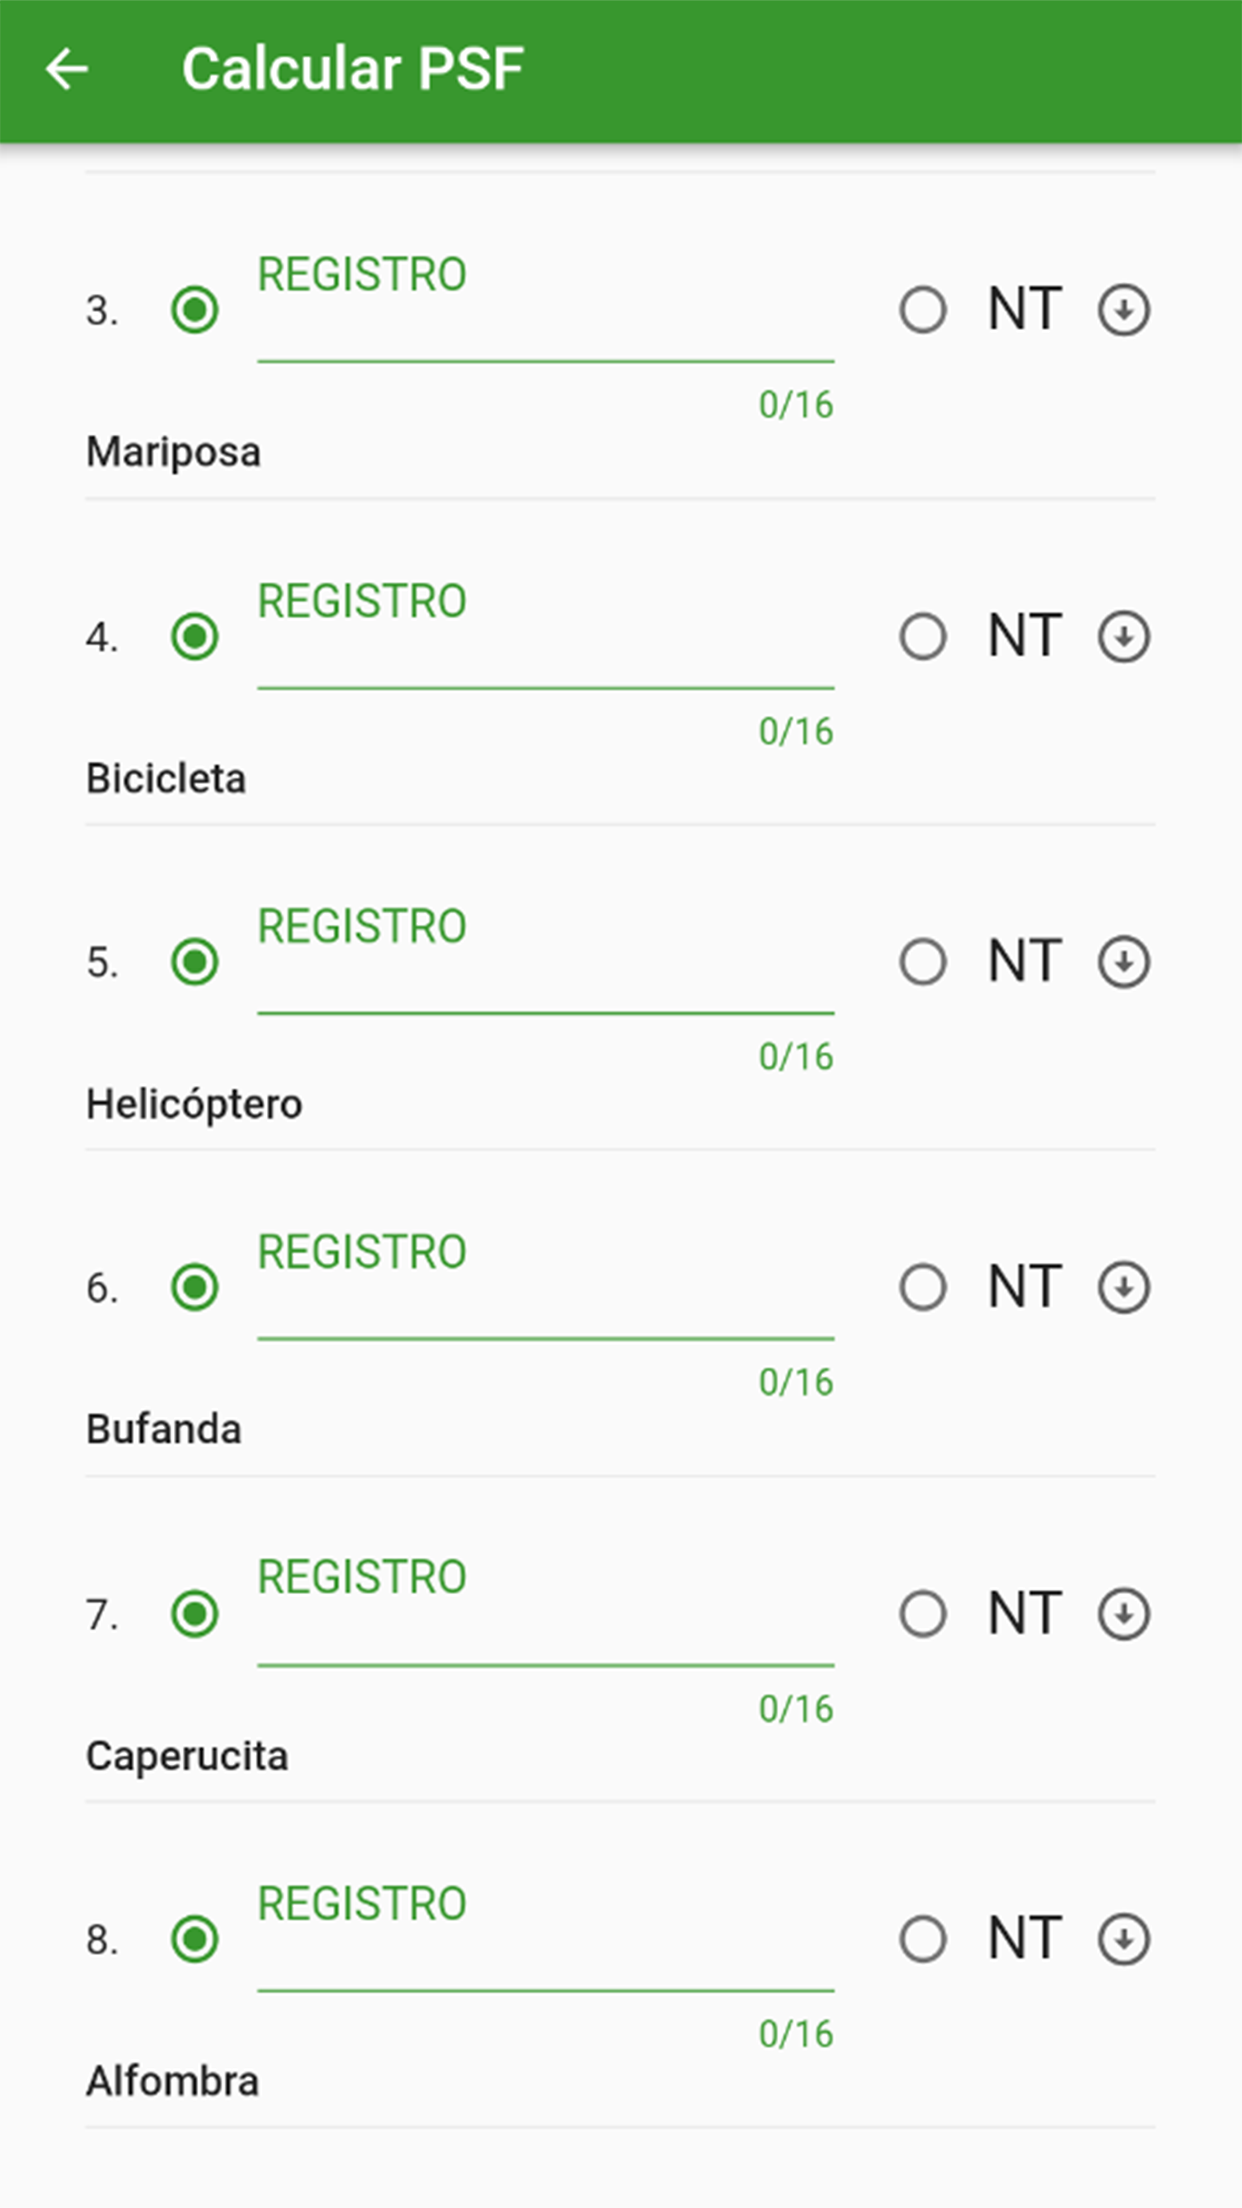 Calcular PSF
REGISTRO
3. NT
0/16
Mariposa
REGISTRO
4. NT
0/16
Bicicleta
REGISTRO
5. NT
0/16
Helicóptero
REGISTRO
6. NT
0/16
Bufanda
REGISTRO
7. NT
0/16
Caperucita
REGISTRO
8. NT
0/16
Alfombra